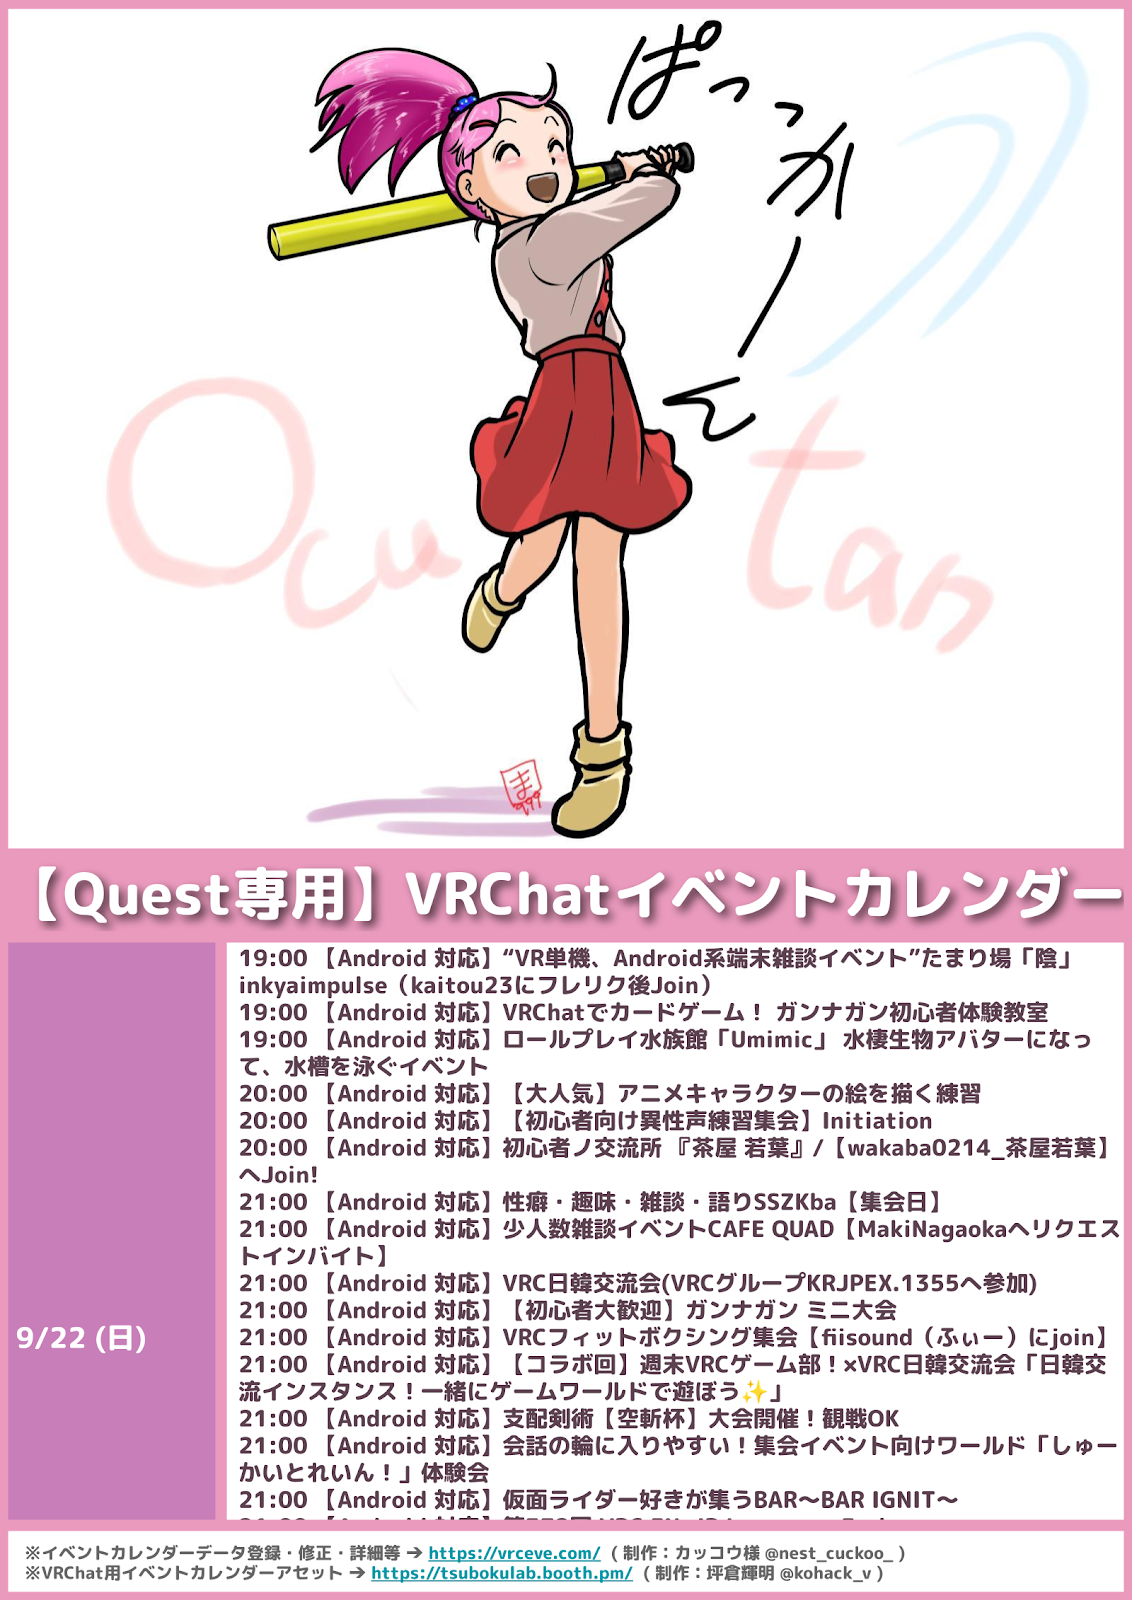 ぱっっかーん
Ocutan
ま
999
【Quest専用】VRChatイベントカレンダー
9/22 (日)
19:00 【Android 対応】“VR単機、Android系端末雑談イベント”たまり場「陰」
inkyaimpulse（kaitou23にフレリク後Join）
19:00 【Android 対応】VRChatでカードゲーム！ ガンナガン初心者体験教室
19:00 【Android 対応】ロールプレイ水族館「Umimic」 水棲生物アバターになっ
て、水槽を泳ぐイベント
20:00 【Android 対応】【大人気】アニメキャラクターの絵を描く練習
20:00 【Android 対応】【初心者向け異性声練習集会】Initiation
20:00 【Android 対応】初心者ノ交流所 『茶屋 若葉』/【wakaba0214_茶屋若葉】
へJoin!
21:00 【Android 対応】性癖・趣味・雑談・語りSSZKba【集会日】
21:00 【Android 対応】少人数雑談イベントCAFE QUAD【MakiNagaokaへリクエス
トインバイト】
21:00 【Android 対応】VRC日韓交流会(VRCグループKRJPEX.1355へ参加)
21:00 【Android 対応】【初心者大歓迎】ガンナガン ミニ大会
21:00 【Android 対応】VRCフィットボクシング集会【fiisound（ふぃー）にjoin】
21:00 【Android 対応】【コラボ回】週末VRCゲーム部！×VRC日韓交流会「日韓交
流インスタンス！一緒にゲームワールドで遊ぼう✨」
21:00 【Android 対応】支配剣術【空斬杯】大会開催！観戦OK
21:00 【Android 対応】会話の輪に入りやすい！集会イベント向けワールド「しゅー
かいとれいん！」体験会
21:00 【Android 対応】仮面ライダー好きが集うBAR～BAR IGNIT～
※イベントカレンダーデータ登録・修正・詳細等 → https://vrceve.com/ （制作：カッコウ様 @nest_cuckoo_ ）
※VRChat用イベントカレンダーアセット → https://tsubokulab.booth.pm/ （制作：坪倉輝明 @kohack_v ）